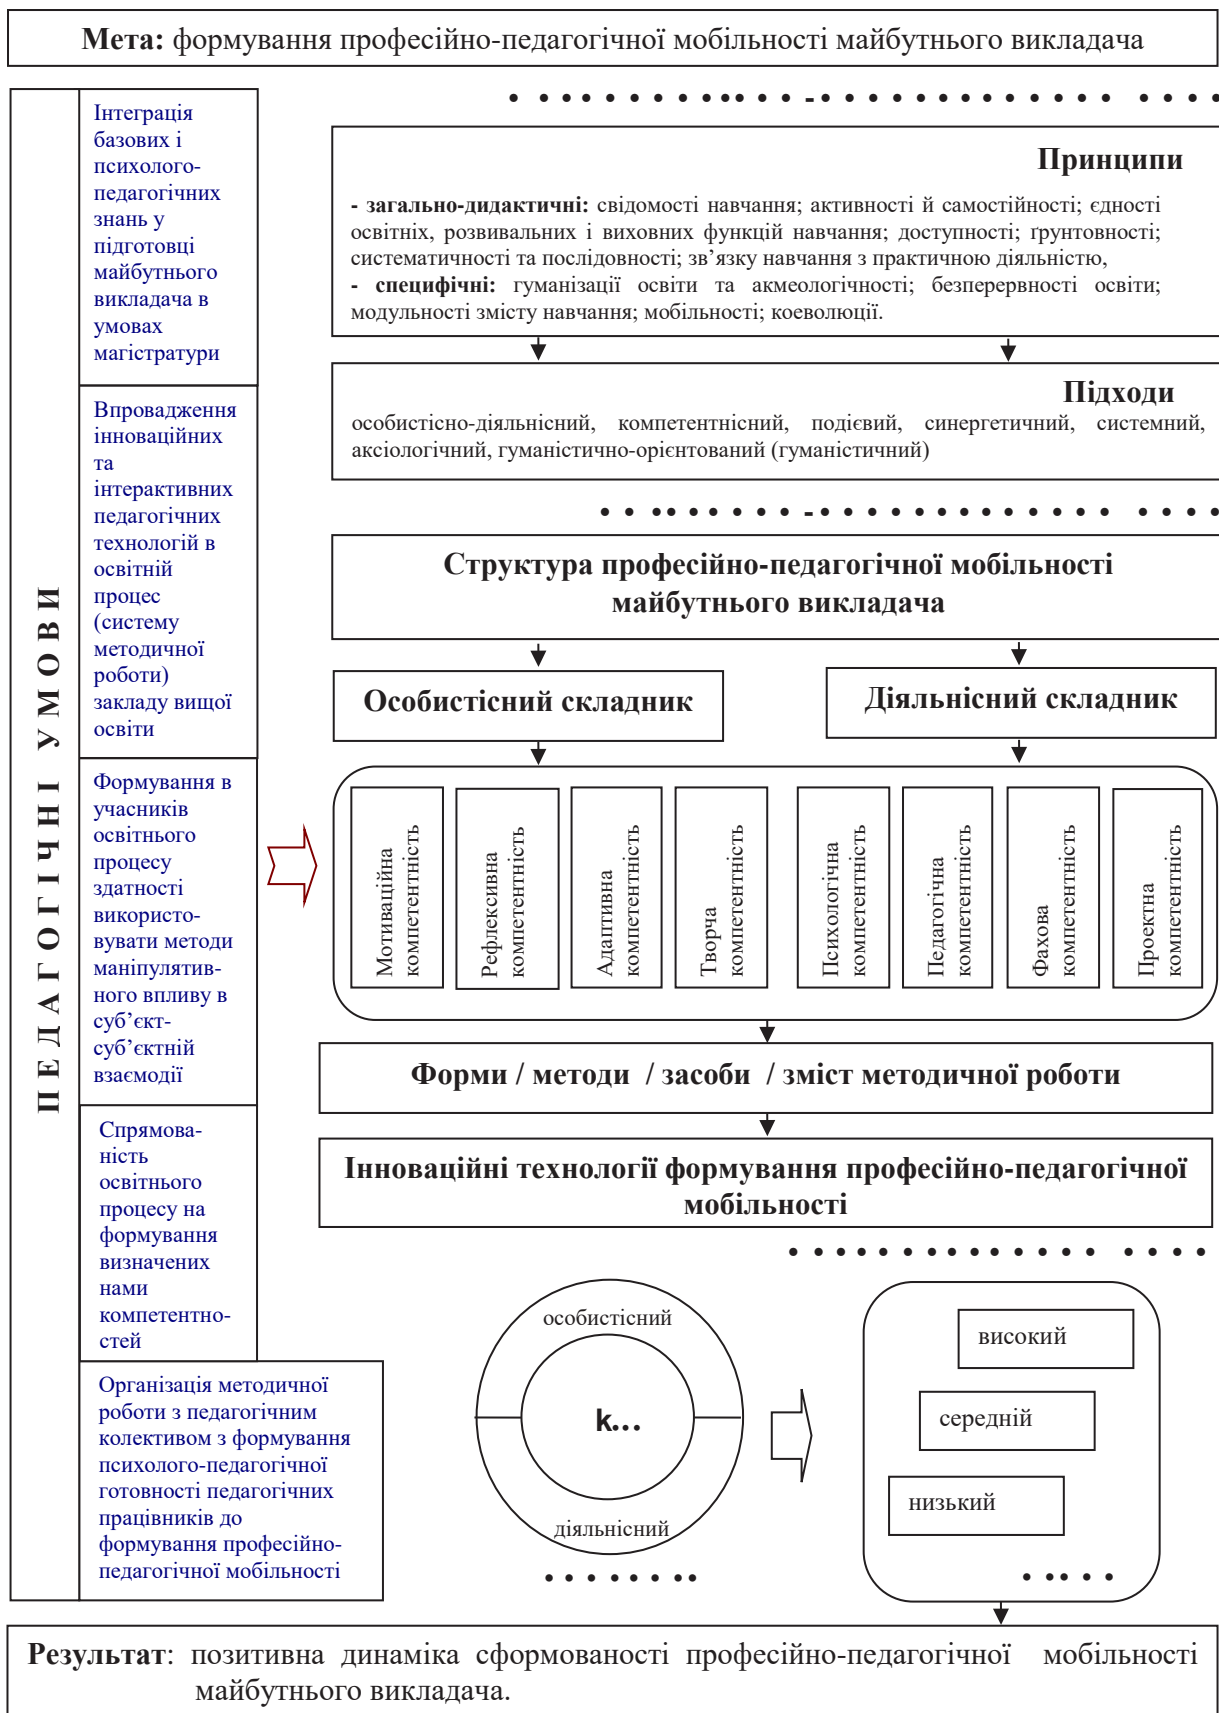 Мета: формування професійно-педагогічної мобільності майбутнього викладача
ПЕДАГОГІЧНІ УМОВИ
Інтеграція
базових і
психолого-
педагогічних
знань у
підготовці
майбутнього
викладача в
умовах
магістратури
Впровадження
інноваційних
та
інтерактивних
педагогічних
технологій в
освітній
процес
(систему
методичної
роботи)
закладу вищої
освіти
Формування в
учасників
освітнього
процесу
здатності
використо-
вувати методи
маніпулятив-
ного впливу в
суб’єкт-
суб’єктній
взаємодії
Спрямова-
ність
освітнього
процесу на
формування
визначених
нами
компетентно-
стей
Організація методичної
роботи з педагогічним
колективом з формування
психолого-педагогічної
готовності педагогічних
працівників до
формування професійно-
педагогічної мобільності
Принципи
- загально-дидактичні: свідомості навчання; активності й самостійності; єдності
освітніх, розвивальних і виховних функцій навчання; доступності; ґрунтовності;
систематичності та послідовності; зв’язку навчання з практичною діяльністю,
- специфічні: гуманізації освіти та акмеологічності; безперервності освіти;
модульності змісту навчання; мобільності; коеволюції.
Підходи
особистісно-діяльнісний, компетентнісний, подієвий, синергетичний, системний,
аксіологічний, гуманістично-орієнтований (гуманістичний)
Структура професійно-педагогічної мобільності
майбутнього викладача
Особистісний складник
Діяльнісний складник
Мотиваційна
компетентність
Рефлексивна
компетентність
Адаптивна
компетентність
Творча
компетентність
Психологічна
компетентність
Педагогічна
компетентність
Фахова
компетентність
Проектна
компетентність
Форми / методи / засоби / зміст методичної роботи
Інноваційні технології формування професійно-педагогічної
мобільності
особистісний
k...
діяльнісний
високий
середній
низький
Результат: позитивна динаміка сформованості професійно-педагогічної мобільності
майбутнього викладача.